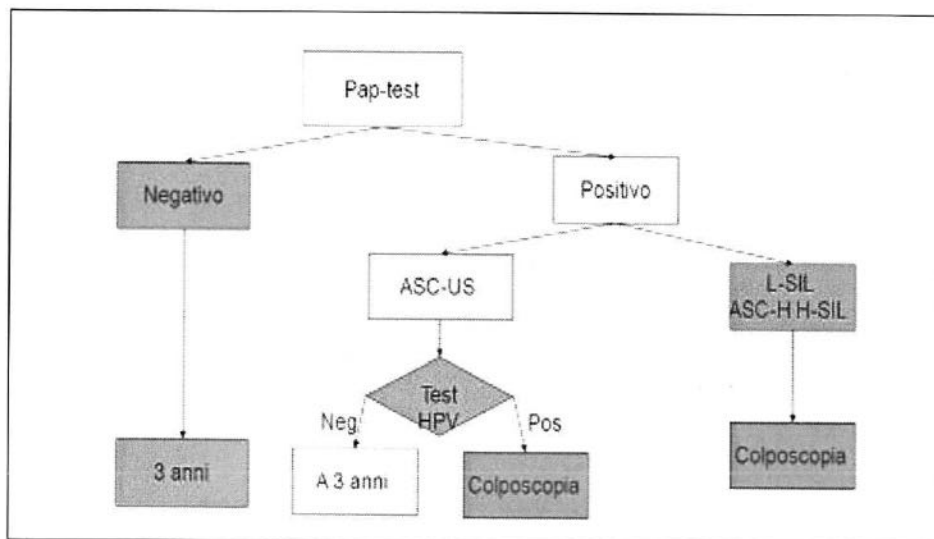 Pap-test
Negativo
Positivo
ASC-US
L-SIL
ASC-H H-SIL
Test
HPV
Neg
Pos
3 anni
A 3 anni
Colposcopia
Colposcopia